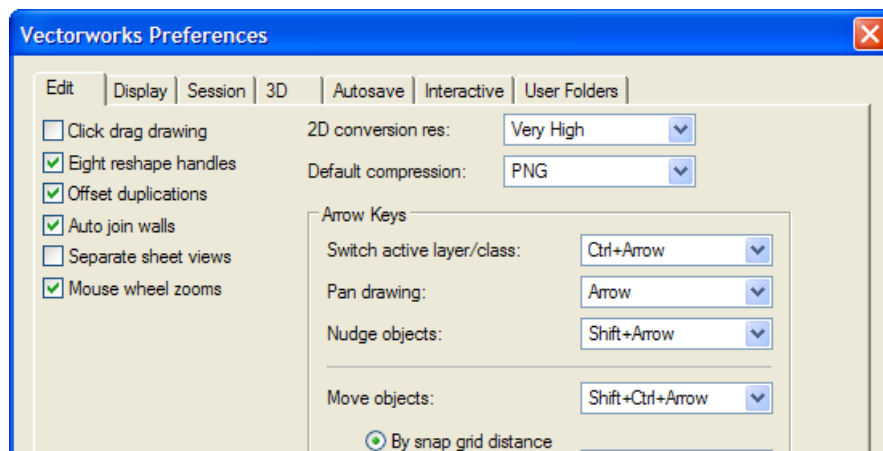 Vectorworks Preferences
Edit Display Session 3D Autosave Interactive User Folders
Click drag drawing
Eight reshape handles
Offset duplications
Auto join walls
Separate sheet views
Mouse wheel zooms
2D conversion res: Very High
Default compression: PNG
Arrow Keys
Switch active layer/class: Ctrl+Arrow
Pan drawing: Arrow
Nudge objects: Shift+Arrow
Move objects: Shift+Ctrl+Arrow
By snap grid distance